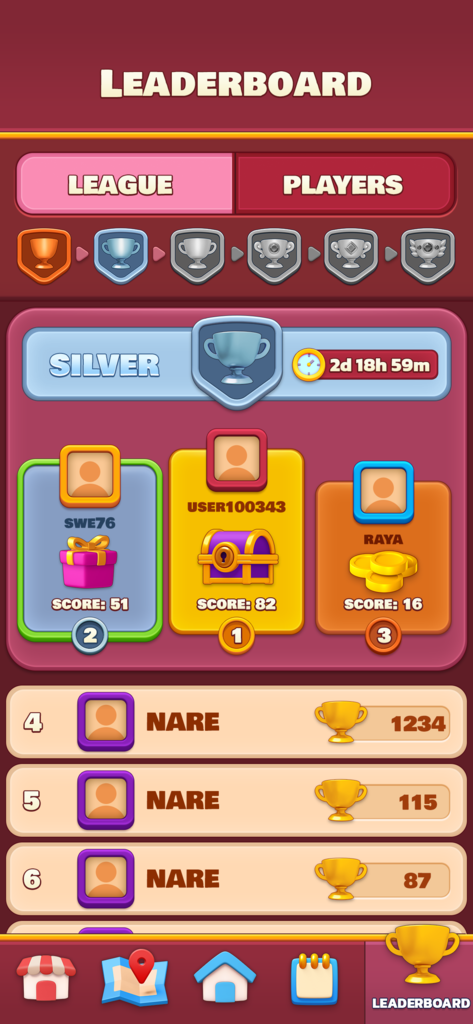 LEADERBOARD
LEAGUE
PLAYERS
SILVER
2d 18h 59m
SWE76
SCORE: 51
2
USER100343
SCORE: 82
1
RAYA
SCORE: 16
3
4 NARE 1234
5 NARE 115
6 NARE 87
LEADERBOARD